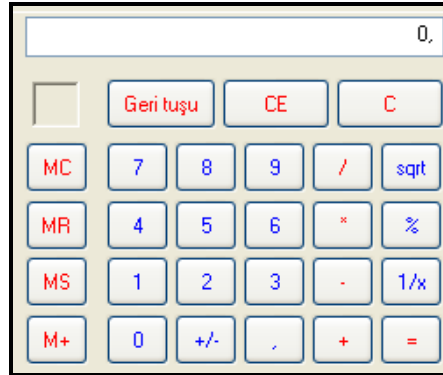 0,
Geri tuşu CE C
MC 7 8 9 / sqrt
MR 4 5 6 * %
MS 1 2 3 - 1/x
M+ 0 +/- , + =